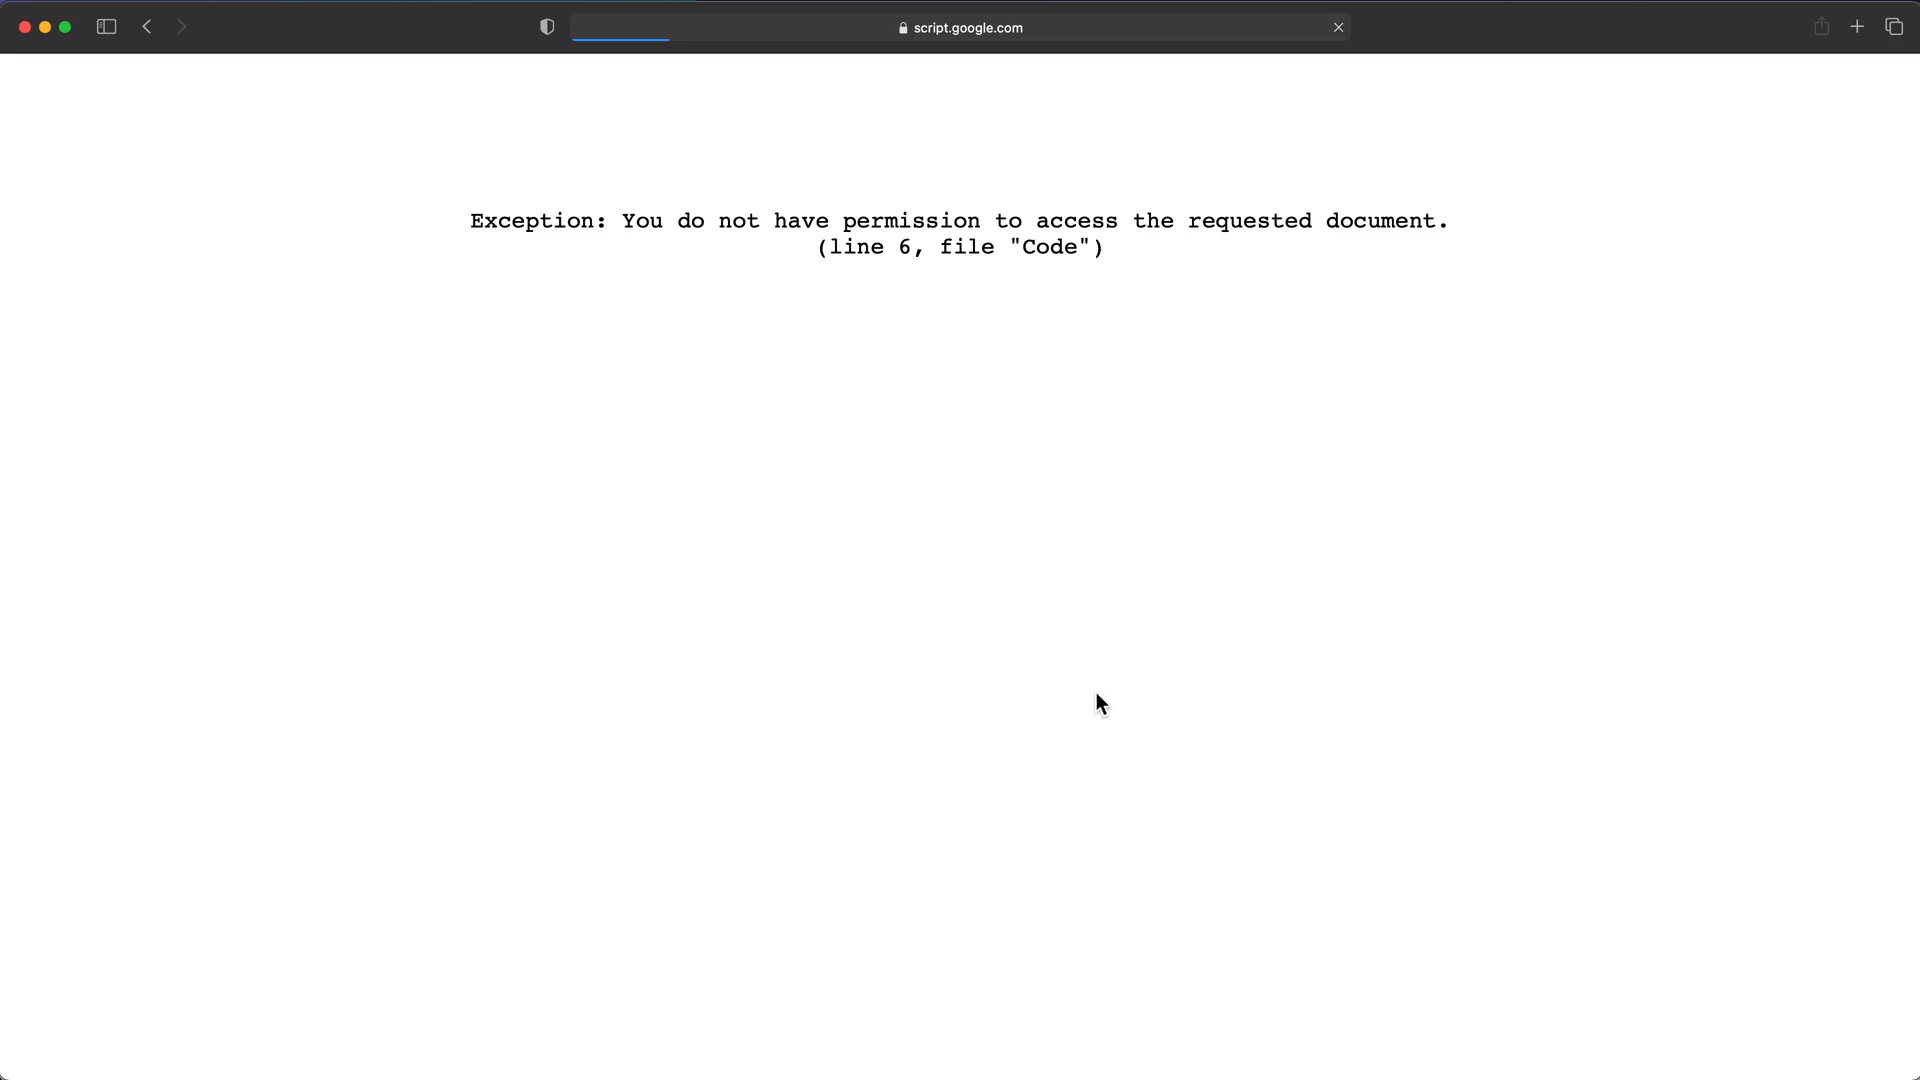 script.google.com
Exception: You do not have permission to access the requested document.
(line 6, file "Code")